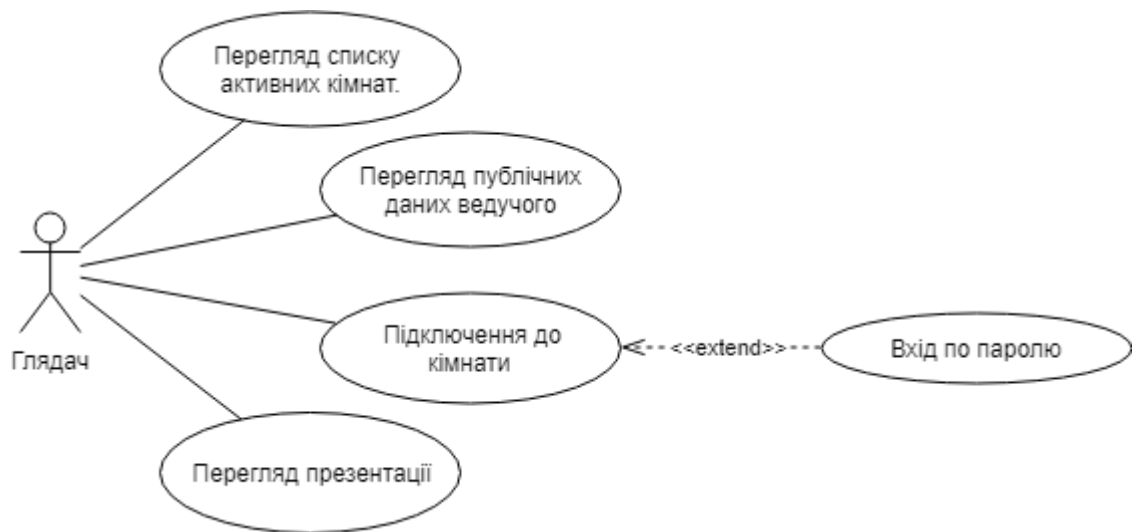 Перегляд списку
активних кімнат.
Перегляд публічних
даних ведучого
Глядач
Підключення до
кімнати
<<extend>>
Вхід по паролю
Перегляд презентації